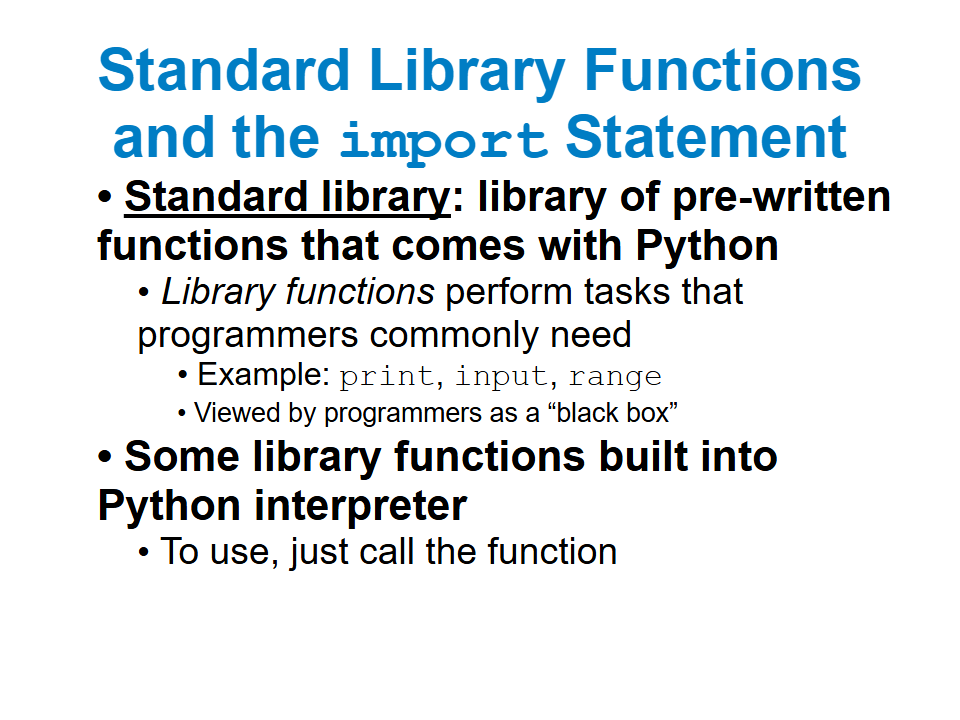 Standard Library Functions
and the import Statement
• Standard library: library of pre-written
functions that comes with Python
• Library functions perform tasks that
programmers commonly need
• Example: print, input, range
• Viewed by programmers as a “black box”
• Some library functions built into
Python interpreter
• To use, just call the function